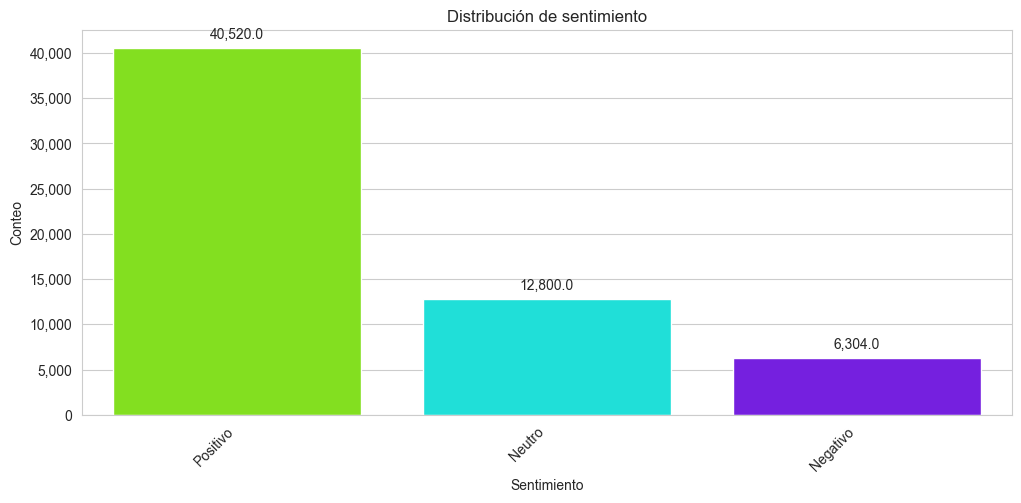 Distribución de sentimiento
40,520.0
40,000
35,000
30,000
25,000
20,000
15,000
12,800.0
10,000
6,304.0
5,000
0
Conteo
Positivo
Neutro
Negativo
Sentimiento